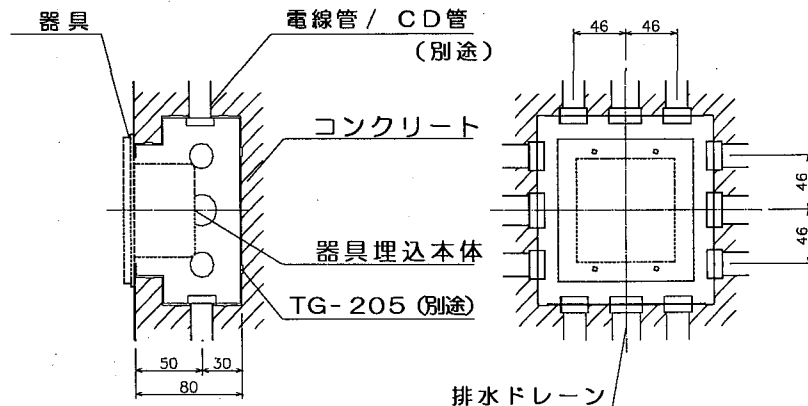 器具
電線管/ CD管
(別途)
46 46
コンクリート
46
46
器具埋込本体
TG-205 (別途)
50 30
80
排水ドレーン